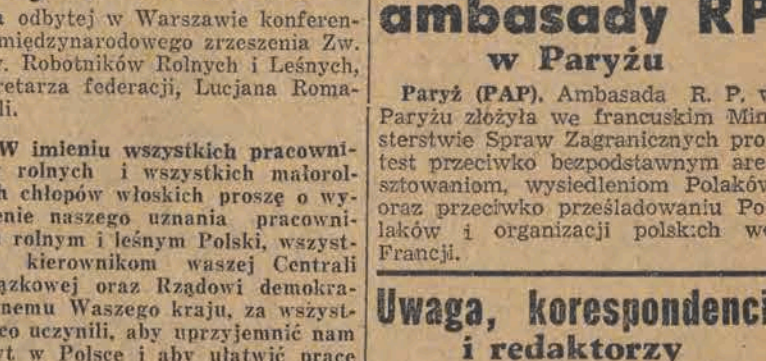 odbytej w Warszawie konferen-
międzynarodowego zrzeszenia Zw.
Robotników Rolnych i Leśnych,
retarza federacji, Lucjana Roma-
li.
W imieniu wszystkich pracowni-
rolnych i wszystkich małorol-
h chłopów włoskich proszę o wy-
enie naszego uznania pracowni-
rolnym i leśnym Polski, wszyst-
kierownikom waszej Centrali
ązkowej oraz Rządowi demokra-
nemu Waszego kraju, za wszyst-
co uczynili, aby uprzyjemnić nam
yt w Polsce i aby ułatwić prace
ambasady RP
w Paryżu
Paryż (PAP). Ambasada R. P. w
Paryżu złożyła we francuskim Min
sterstwie Spraw Zagranicznych pro
test przeciwko bezpodstawnym are
sztowaniom, wysiedleniom Polaków
oraz przeciwko prześladowaniu Po
laków i organizacji polskich we
Francji.
Uwaga, korespondenci
i redaktorzy